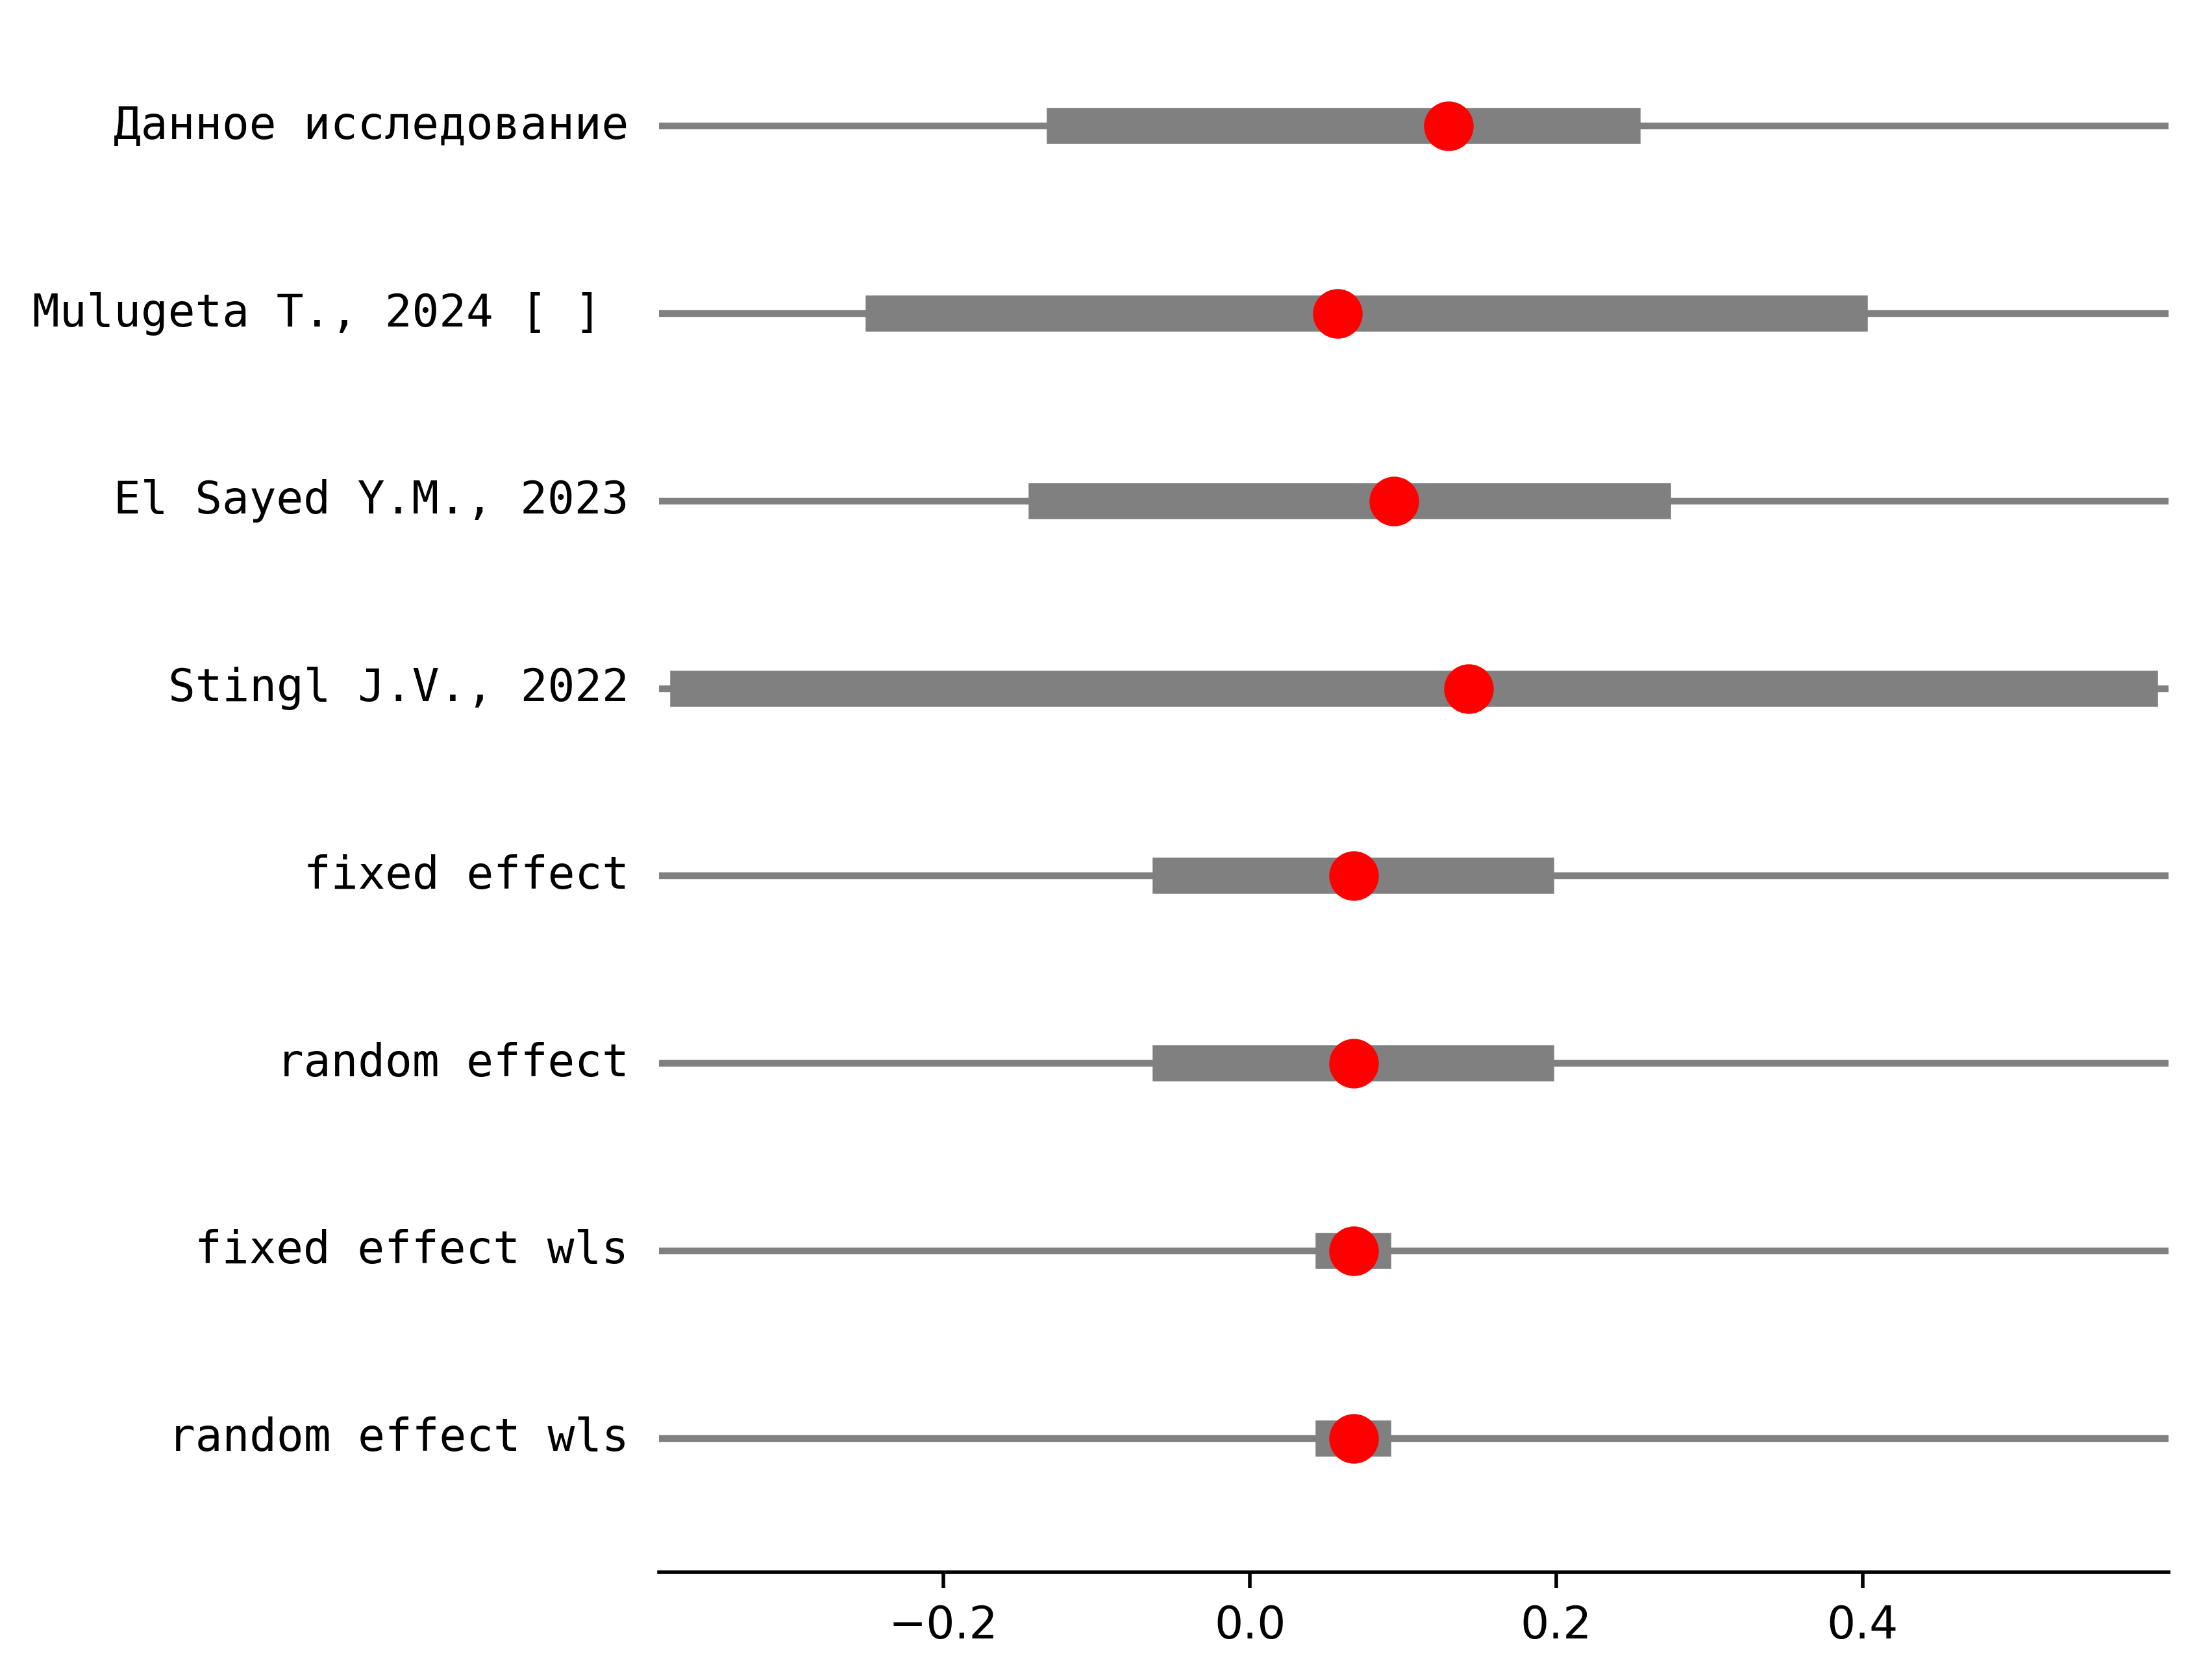 Данное исследование
Mulugeta T., 2024 [ ]
El Sayed Y.M., 2023
Stingl J.V., 2022
fixed effect
random effect
fixed effect wls
random effect wls
−0.2 0.0 0.2 0.4